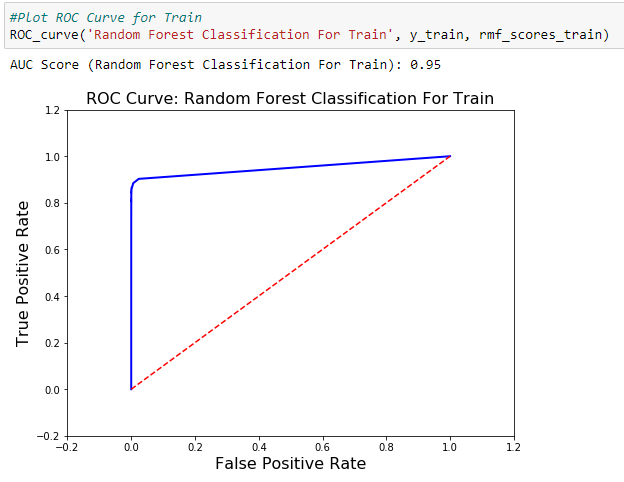 #Plot ROC Curve for Train
ROC_curve('Random Forest Classification For Train', y_train, rmf_scores_train)
AUC Score (Random Forest Classification For Train): 0.95
ROC Curve: Random Forest Classification For Train
1.2
1.0
0.8
0.6
0.4
0.2
0.0
−0.2
True Positive Rate
−0.2 0.0 0.2 0.4 0.6 0.8 1.0 1.2
False Positive Rate